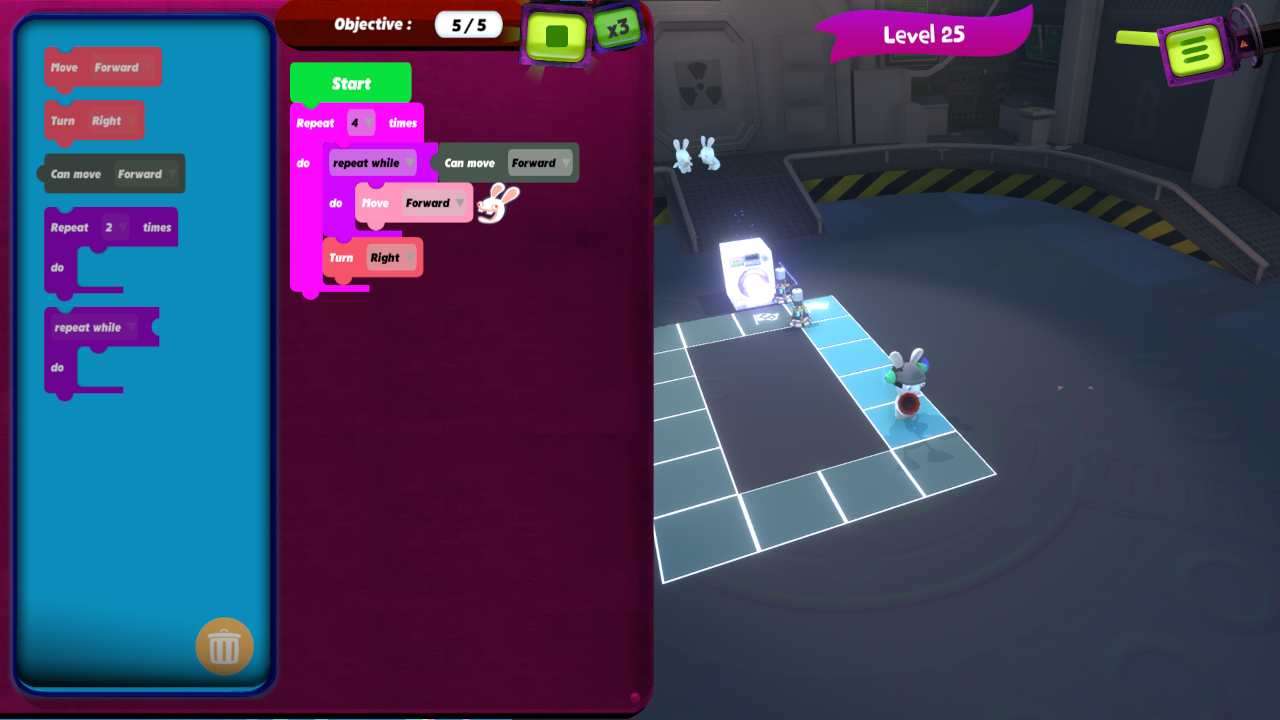 Objective :
5 / 5
x3
Level 25
Move Forward
Turn Right
Can move Forward
Repeat 2 times
do
repeat while
do
Start
Repeat 4 times
do repeat while Can move Forward
do Move Forward
Turn Right